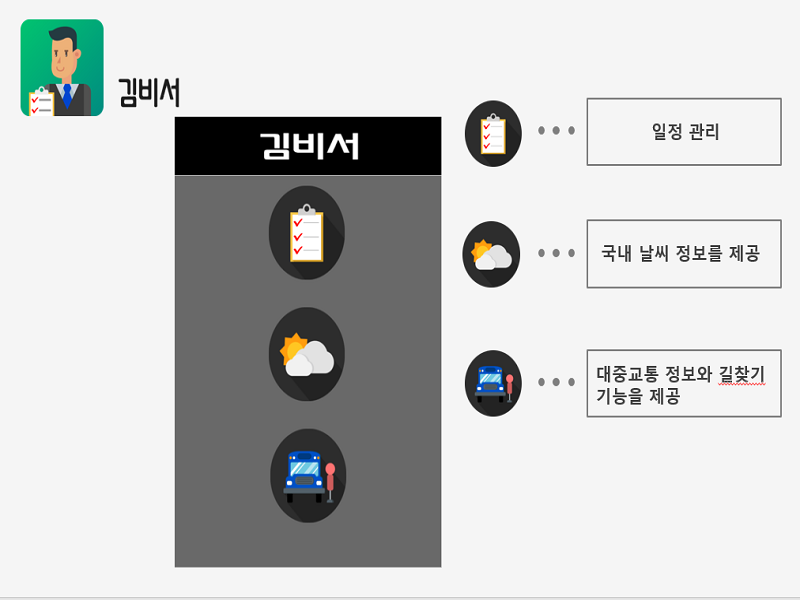 김비서
김비서
일정 관리
국내 날씨 정보를 제공
대중교통 정보와 길찾기
기능을 제공